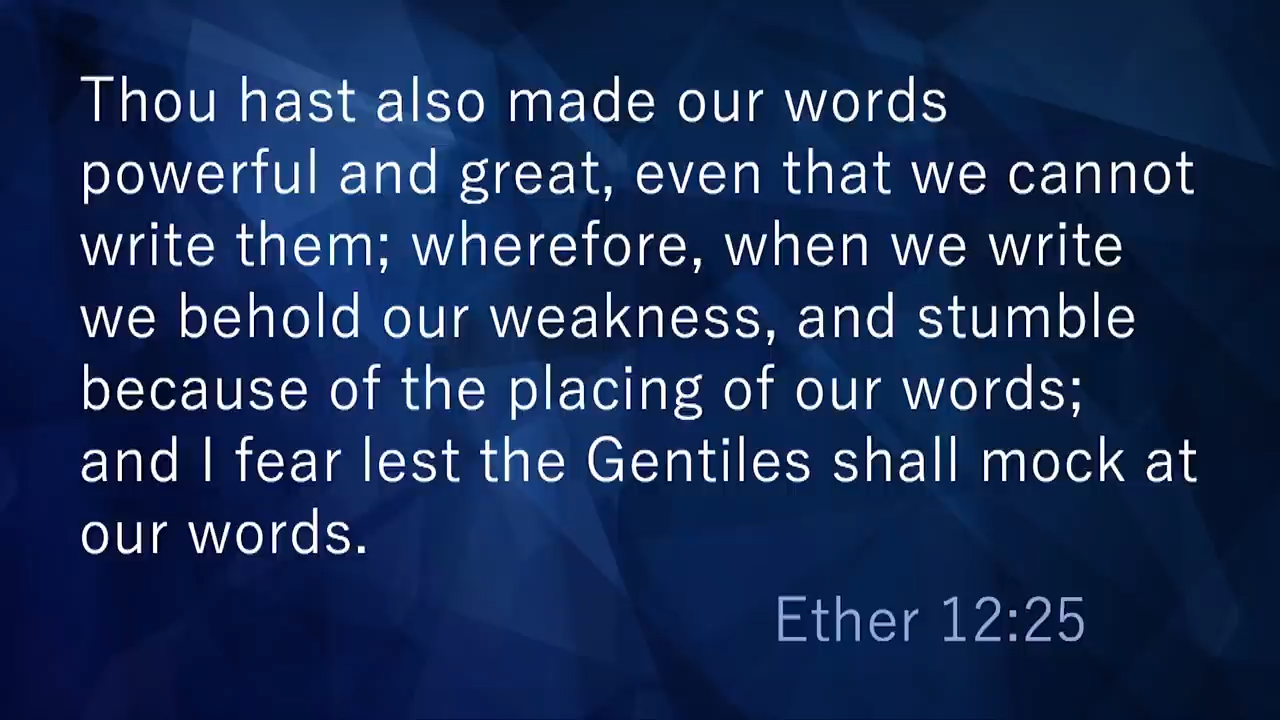 Thou hast also made our words
powerful and great, even that we cannot
write them; wherefore, when we write
we behold our weakness, and stumble
because of the placing of our words;
and I fear lest the Gentiles shall mock at
our words.
Ether 12:25